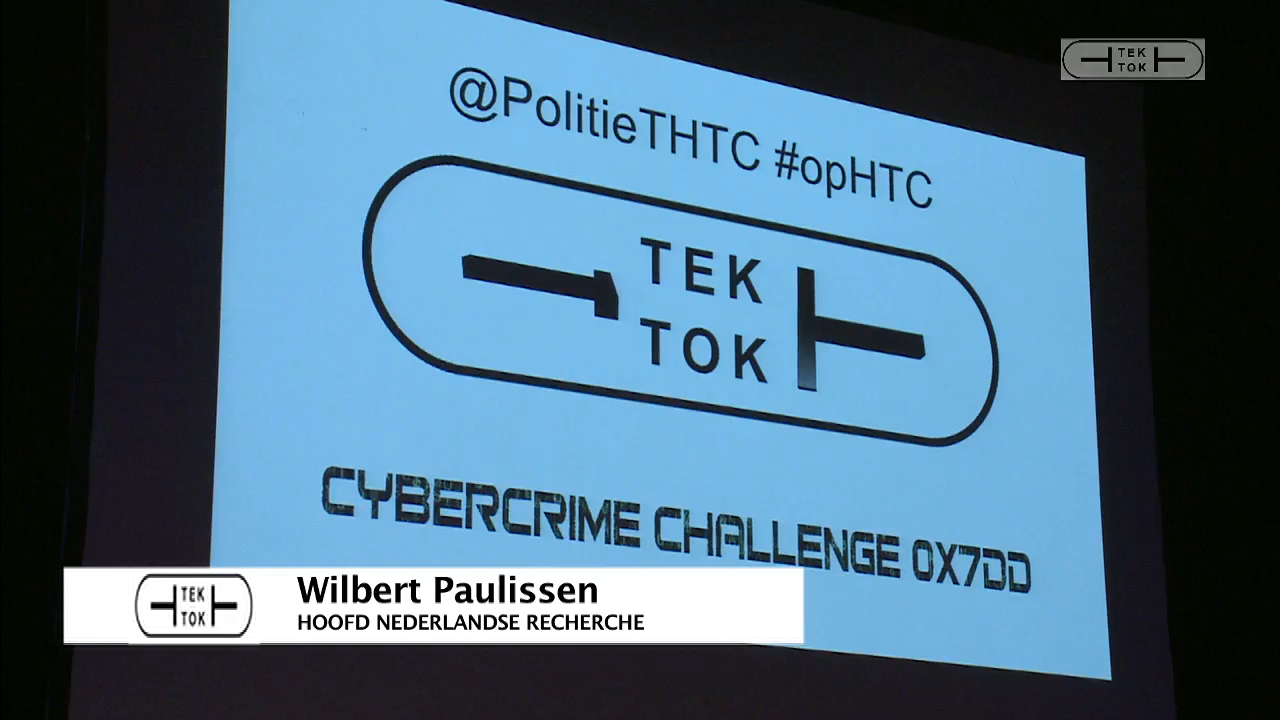 TEK
TOK
@PolitieTHTC #opHTC
TEK
TOK
CYBERCRIME CHALLENGE 0X7DD
TEK
TOK
Wilbert Paulissen
HOOFD NEDERLANDSE RECHERCHE